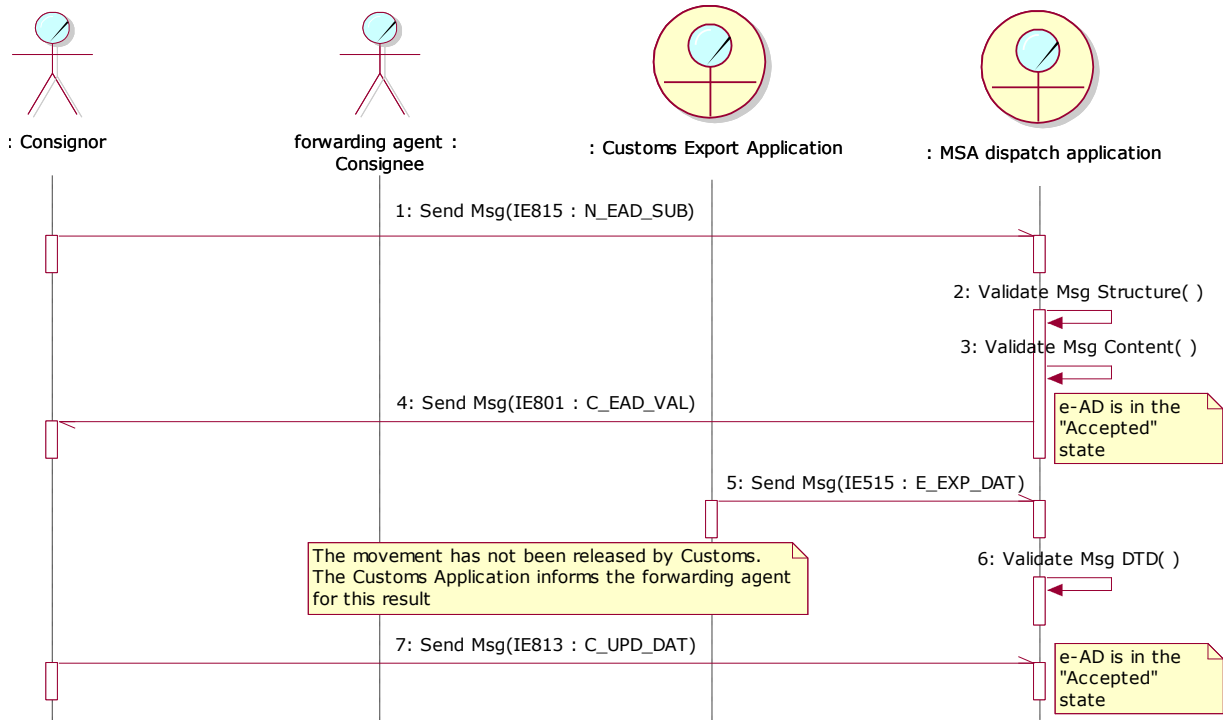 : Consignor
forwarding agent :
Consignee
: Customs Export Application
: MSA dispatch application
1: Send Msg(IE815 : N_EAD_SUB)
2: Validate Msg Structure( )
3: Validate Msg Content( )
4: Send Msg(IE801 : C_EAD_VAL)
e-AD is in the
"Accepted"
state
5: Send Msg(IE515 : E_EXP_DAT)
The movement has not been released by Customs.
The Customs Application informs the forwarding agent
for this result
6: Validate Msg DTD( )
7: Send Msg(IE813 : C_UPD_DAT)
e-AD is in the
"Accepted"
state